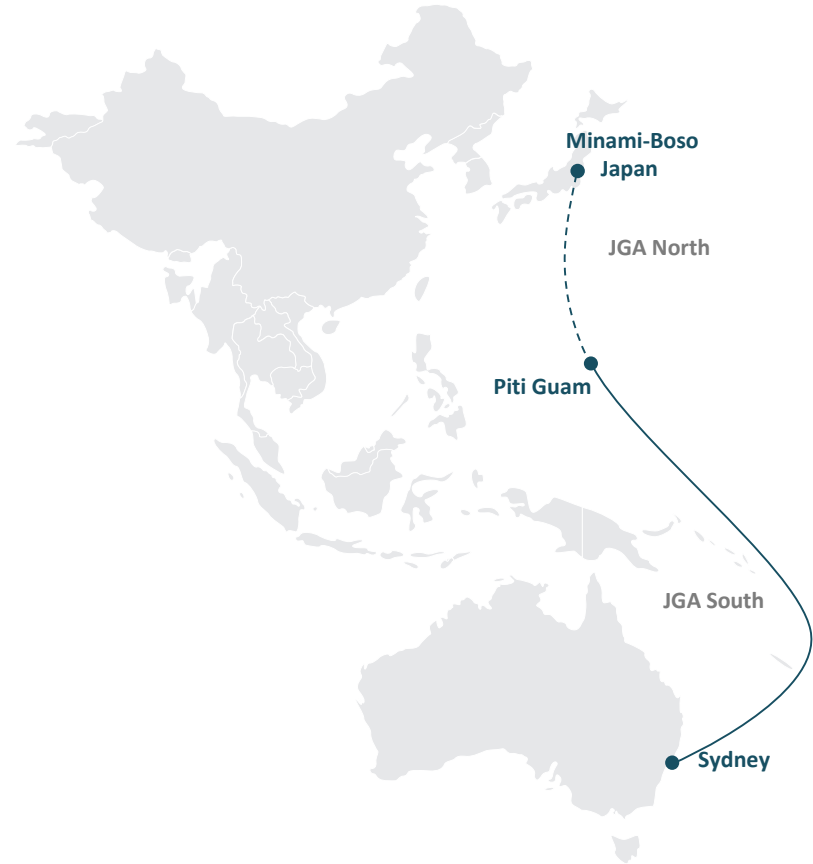 Minami-Boso
Japan
JGA North
Piti Guam
JGA South
Sydney